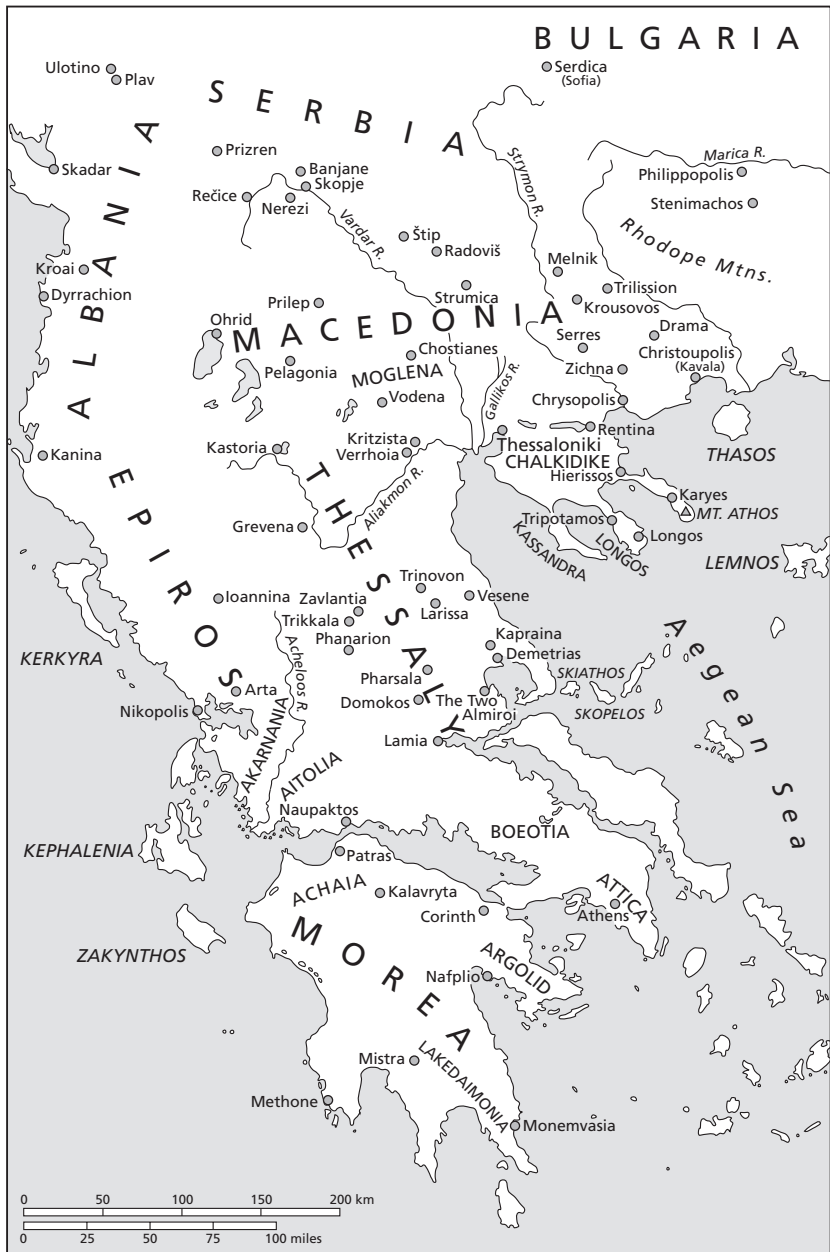 BULGARIA
Ulotino
Plav
Serdica
(Sofia)
SERBIA
Prizren
Skadar
Banjane
Skopje
Rečice
Nerezi
Vardar R.
Strymon R.
Marica R.
Philippopolis
Stenimachos
Rhodope Mtns.
ALBANIA
Štip
Radoviš
Melnik
Kroai
Dyrrachion
Trilission
Strumica
Krousovos
Prilep
Ohrid
MACEDONIA
Drama
Serres
Chostianes
Christoupolis
(Kavala)
Pelagonia
MOGLENA
Gallikos R.
Zichna
Vodena
Chrysopolis
Rentina
Kanina
Kastoria
Kritzista
Verrhoia
Thessaloniki
CHALKIDIKE
THASOS
Hierissos
Aliakmon R.
Karyes
MT. ATHOS
Grevena
Tripotamos
KASSANDRA
LONGOS
Longos
LEMNOS
EPIROS
THESSALY
Trinovon
Ioannina
Zavlantia
Larissa
Vesene
Trikkala
Phanarion
Acheloos R.
Kapraina
Demetrias
KERKYRA
Aegean Sea
Pharsala
SKIATHOS
Arta
Domokos
The Two
Almiroi
Nikopolis
SKOPELOS
Lamia
AKARNANIA
AITOLIA
Naupaktos
BOEOTIA
KEPHALENIA
Patras
ACHAIA
Kalavryta
ATTICA
Corinth
Athens
ZAKYNTHOS
MOREA
ARGOLID
Nafplio
Mistra
LAKEDAIMONIA
Methone
Monemvasia
0 50 100 150 200 km
0 25 50 75 100 miles